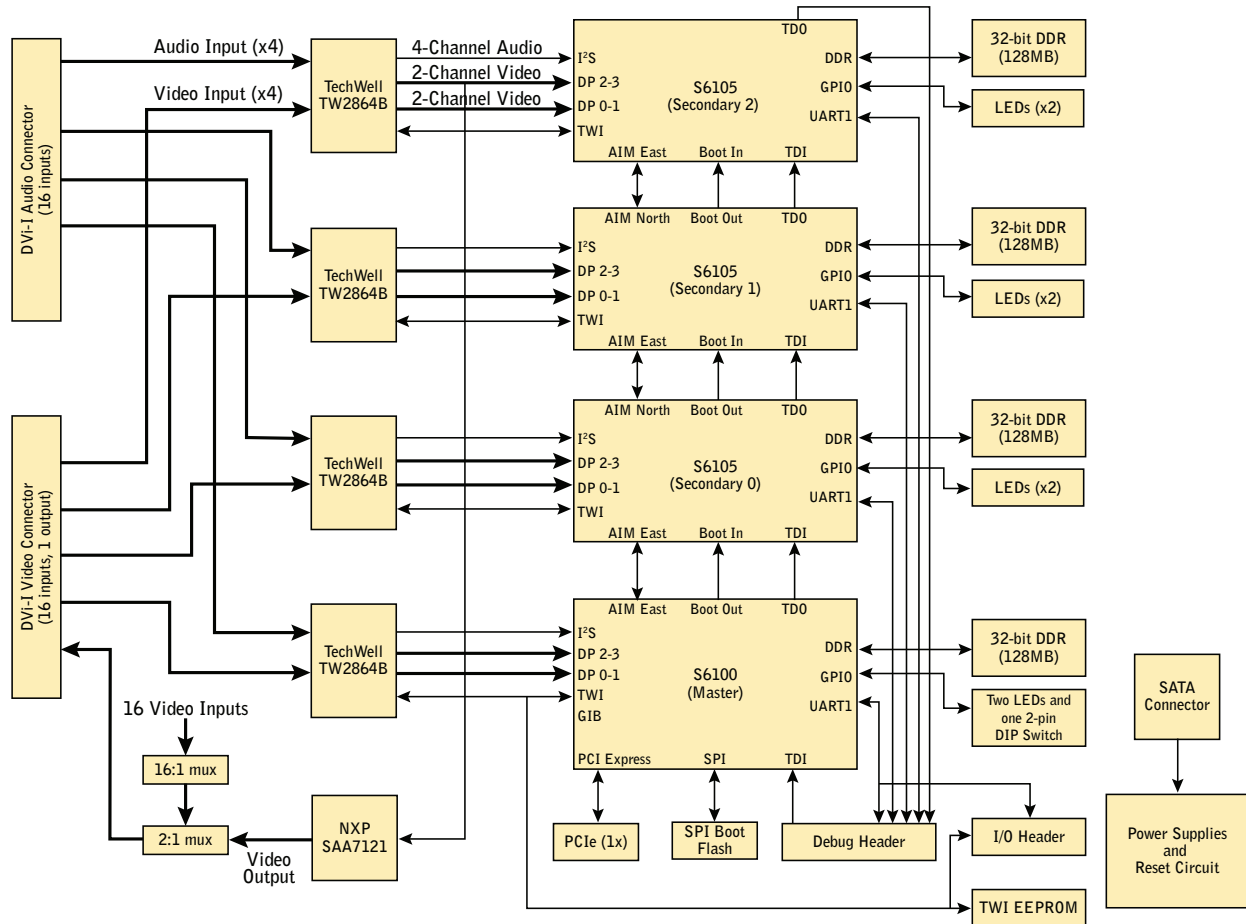 DVi-I Audio Connector
(16 inputs)
DVi-I Video Connector
(16 inputs, 1 output)
Audio Input (x4)
Video Input (x4)
TechWell
TW2864B
4-Channel Audio
2-Channel Video
2-Channel Video
TDO
I²S
DP 2-3
DP 0-1
TWI
S6105
(Secondary 2)
DDR
GPIO
UART1
AIM East
Boot In
TDI
32-bit DDR
(128MB)
LEDs (x2)
TechWell
TW2864B
AIM North
Boot Out
TDO
I²S
DP 2-3
DP 0-1
TWI
S6105
(Secondary 1)
DDR
GPIO
UART1
AIM East
Boot In
TDI
32-bit DDR
(128MB)
LEDs (x2)
TechWell
TW2864B
AIM North
Boot Out
TDO
I²S
DP 2-3
DP 0-1
TWI
S6105
(Secondary 0)
DDR
GPIO
UART1
AIM East
Boot In
TDI
32-bit DDR
(128MB)
LEDs (x2)
TechWell
TW2864B
AIM East
Boot Out
TDO
I²S
DP 2-3
DP 0-1
TWI
GIB
S6100
(Master)
DDR
GPIO
UART1
PCI Express
SPI
TDI
32-bit DDR
(128MB)
Two LEDs and
one 2-pin
DIP Switch
SATA
Connector
16 Video Inputs
16:1 mux
2:1 mux
Video
Output
NXP
SAA7121
PCIe (1x)
SPI Boot
Flash
Debug Header
I/O Header
TWI EEPROM
Power Supplies
and
Reset Circuit